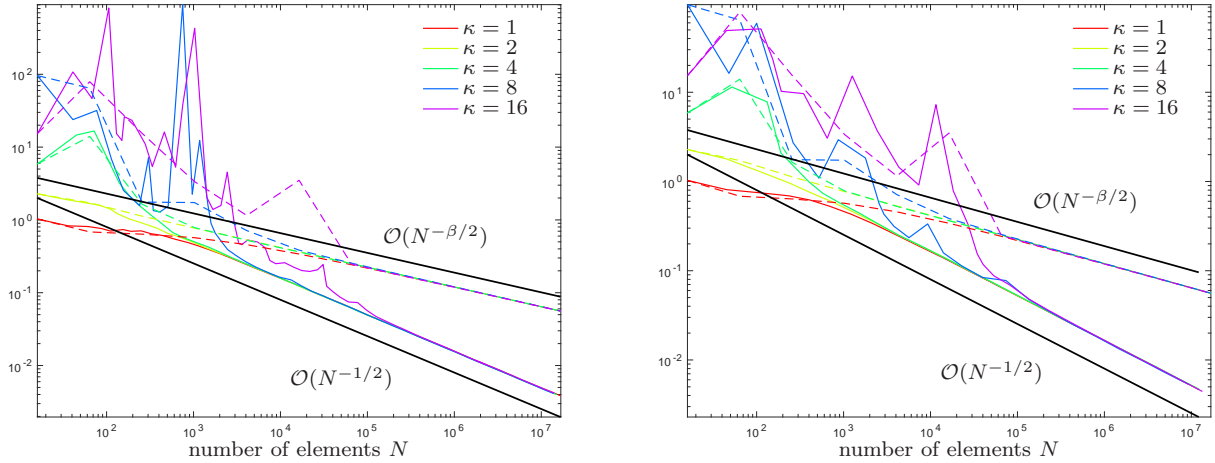 κ = 1
κ = 2
κ = 4
κ = 8
κ = 16
10^2
10^1
10^0
10^-1
10^-2
O(N^{-β/2})
O(N^{-1/2})
10^2 10^3 10^4 10^5 10^6 10^7
number of elements N
κ = 1
κ = 2
κ = 4
κ = 8
κ = 16
10^1
10^0
10^-1
10^-2
O(N^{-β/2})
O(N^{-1/2})
10^2 10^3 10^4 10^5 10^6 10^7
number of elements N